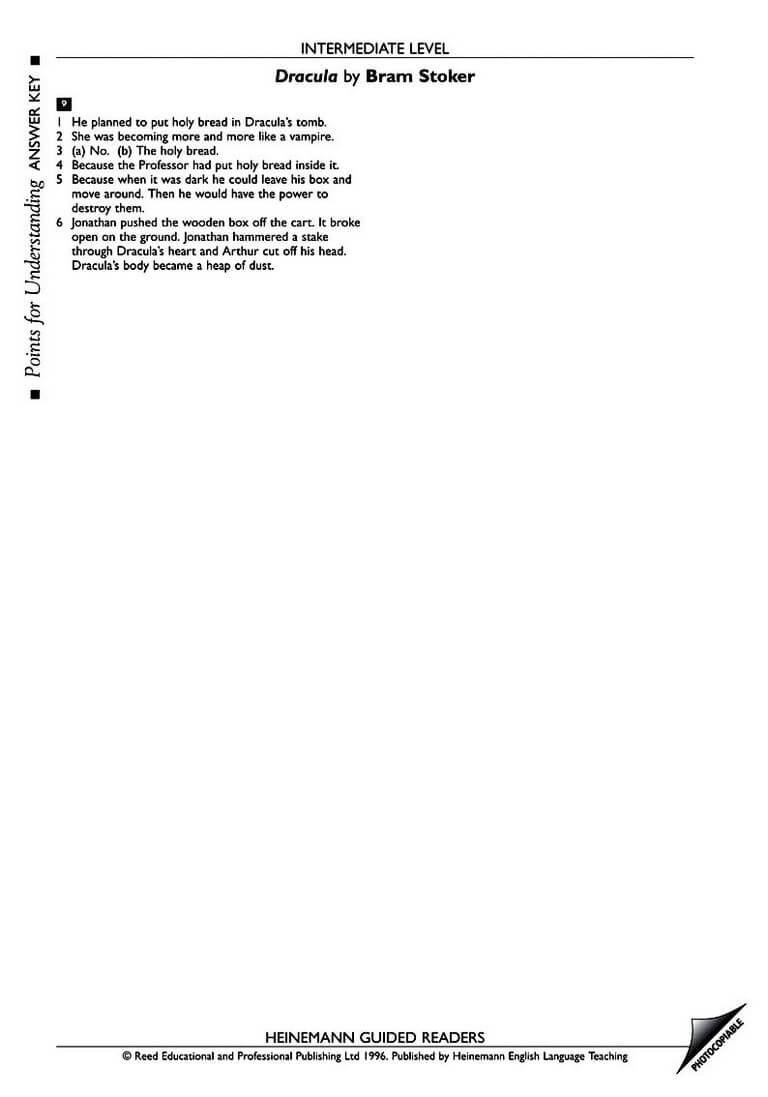 INTERMEDIATE LEVEL
Dracula by Bram Stoker
■ Points for Understanding ANSWER KEY ■
9
1 He planned to put holy bread in Dracula's tomb.
2 She was becoming more and more like a vampire.
3 (a) No. (b) The holy bread.
4 Because the Professor had put holy bread inside it.
5 Because when it was dark he could leave his box and
move around. Then he would have the power to
destroy them.
6 Jonathan pushed the wooden box off the cart. It broke
open on the ground. Jonathan hammered a stake
through Dracula's heart and Arthur cut off his head.
Dracula's body became a heap of dust.
HEINEMANN GUIDED READERS
© Reed Educational and Professional Publishing Ltd 1996. Published by Heinemann English Language Teaching
PHOTOCOPIABLE